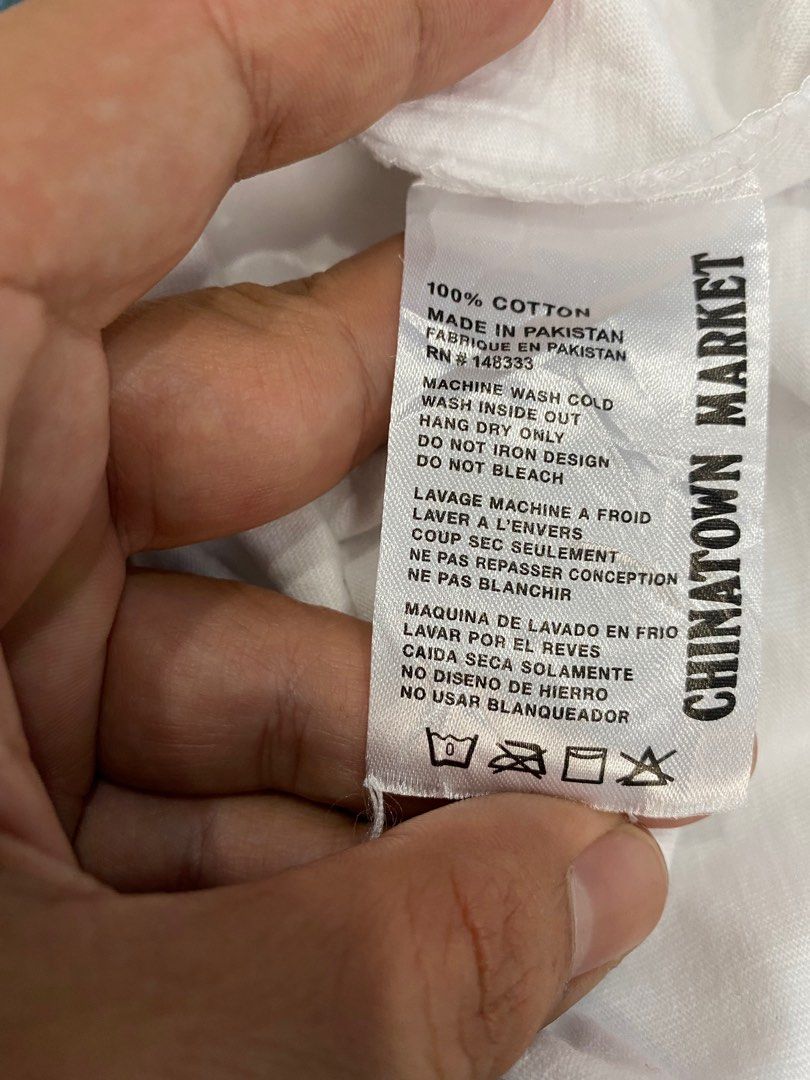 100% COTTON
MADE IN PAKISTAN
FABRIQUE EN PAKISTAN
RN # 148333
MACHINE WASH COLD
WASH INSIDE OUT
HANG DRY ONLY
DO NOT IRON DESIGN
DO NOT BLEACH
LAVAGE MACHINE A FROID
LAVER A L'ENVERS
COUP SEC SEULEMENT
NE PAS REPASSER CONCEPTION
NE PAS BLANCHIR
MAQUINA DE LAVADO EN FRIO
LAVAR POR EL REVES
CAIDA SECA SOLAMENTE
NO DISENO DE HIERRO
NO USAR BLANQUEADOR
0
CHINATOWN MARKET